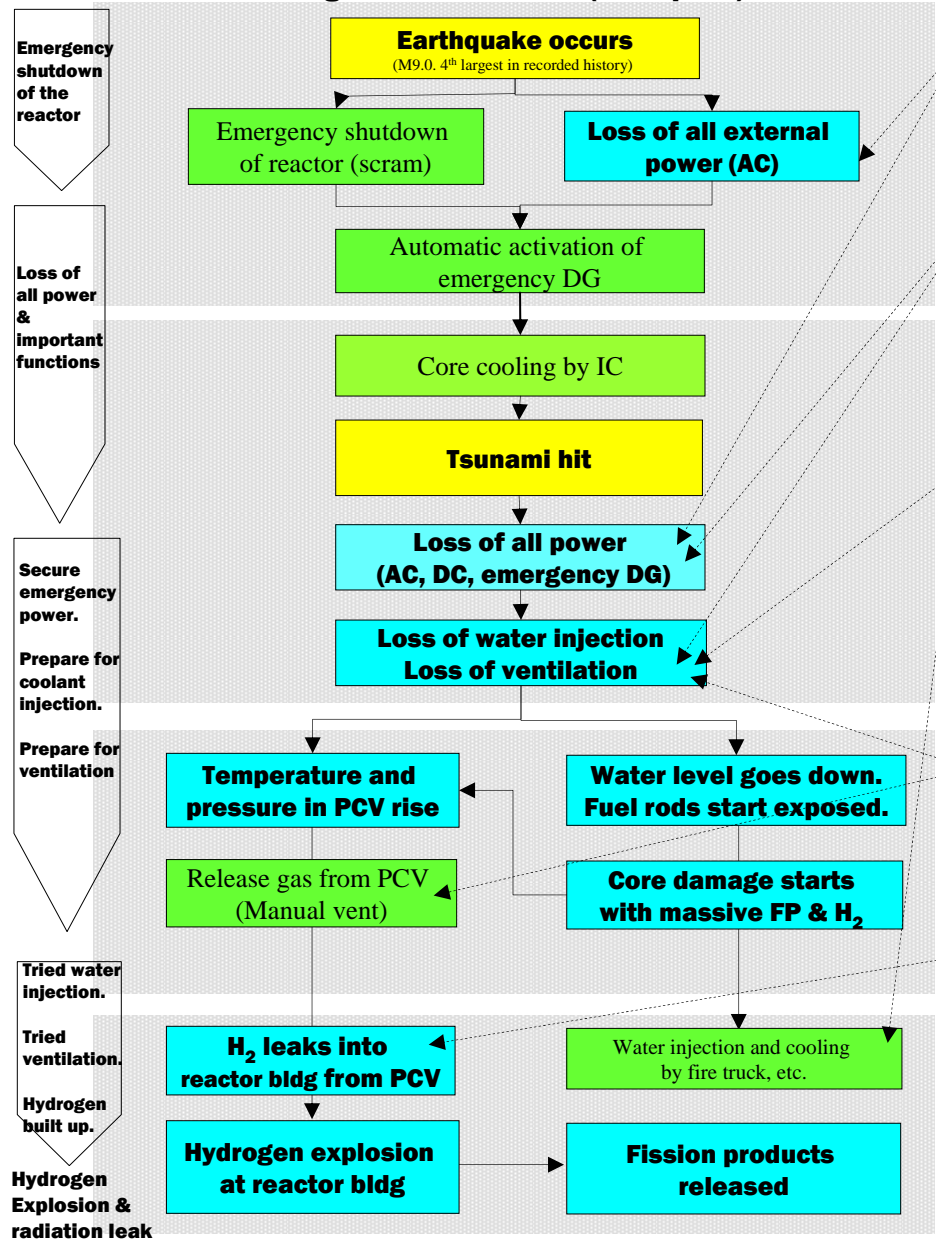 Emergency
shutdown
of the
reactor
Earthquake occurs
(M9.0. 4th largest in recorded history)
Emergency shutdown
of reactor (scram)
Loss of all external
power (AC)
Automatic activation of
emergency DG
Loss of
all power
&
important
functions
Core cooling by IC
Tsunami hit
Loss of all power
(AC, DC, emergency DG)
Loss of water injection
Loss of ventilation
Secure
emergency
power.
Prepare for
coolant
injection.
Prepare for
ventilation
Temperature and
pressure in PCV rise
Water level goes down.
Fuel rods start exposed.
Release gas from PCV
(Manual vent)
Core damage starts
with massive FP & H2
Tried water
injection.
Tried
ventilation.
Hydrogen
built up.
H2 leaks into
reactor bldg from PCV
Water injection and cooling
by fire truck, etc.
Hydrogen explosion
at reactor bldg
Fission products
released
Hydrogen
Explosion &
radiation leak